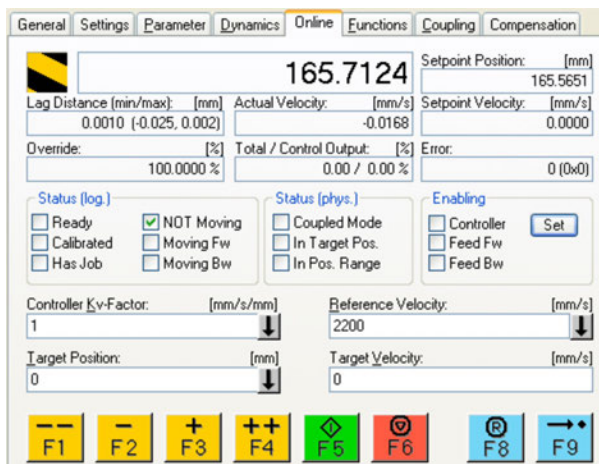 General Settings Parameter Dynamics Online Functions Coupling Compensation
165.7124
Setpoint Position: [mm]
165.5651
Lag Distance (min/max): [mm] Actual Velocity: [mm/s] Setpoint Velocity: [mm/s]
0.0010 (-0.025, 0.002) -0.0168 0.0000
Override: [%] Total / Control Output: [%] Error:
100.0000 % 0.00 / 0.00 % 0 (0x0)
Status (log.) Status (phys.) Enabling
Ready NOT Moving Coupled Mode Controller Set
Calibrated Moving Fw In Target Pos. Feed Fw
Has Job Moving Bw In Pos. Range Feed Bw
Controller Kv-Factor: [mm/s/mm] Reference Velocity: [mm/s]
1 2200
Target Position: [mm] Target Velocity: [mm/s]
0 0
-- - + ++ ® →•
F1 F2 F3 F4 F5 F6 F8 F9